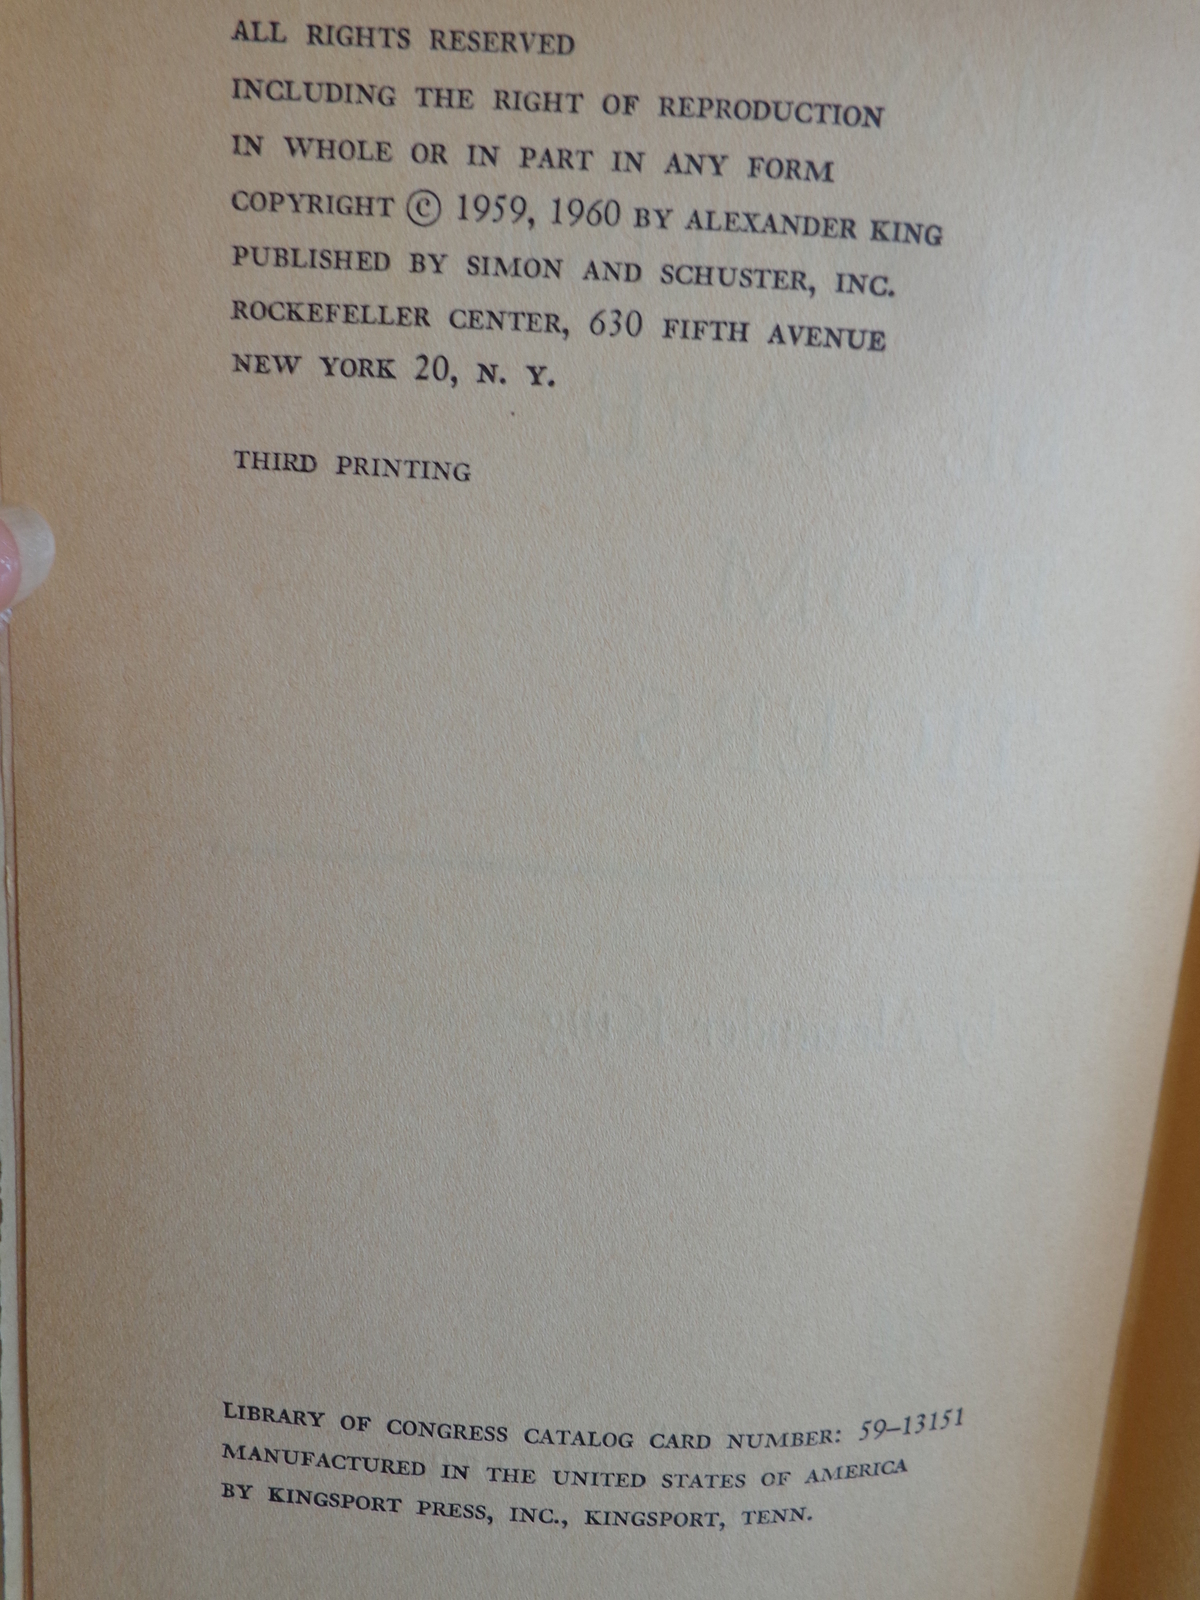 ALL RIGHTS RESERVED
INCLUDING THE RIGHT OF REPRODUCTION
IN WHOLE OR IN PART IN ANY FORM
COPYRIGHT © 1959, 1960 BY ALEXANDER KING
PUBLISHED BY SIMON AND SCHUSTER, INC.
ROCKEFELLER CENTER, 630 FIFTH AVENUE
NEW YORK 20, N. Y.
THIRD PRINTING
LIBRARY OF CONGRESS CATALOG CARD NUMBER: 59–13151
MANUFACTURED IN THE UNITED STATES OF AMERICA
BY KINGSPORT PRESS, INC., KINGSPORT, TENN.